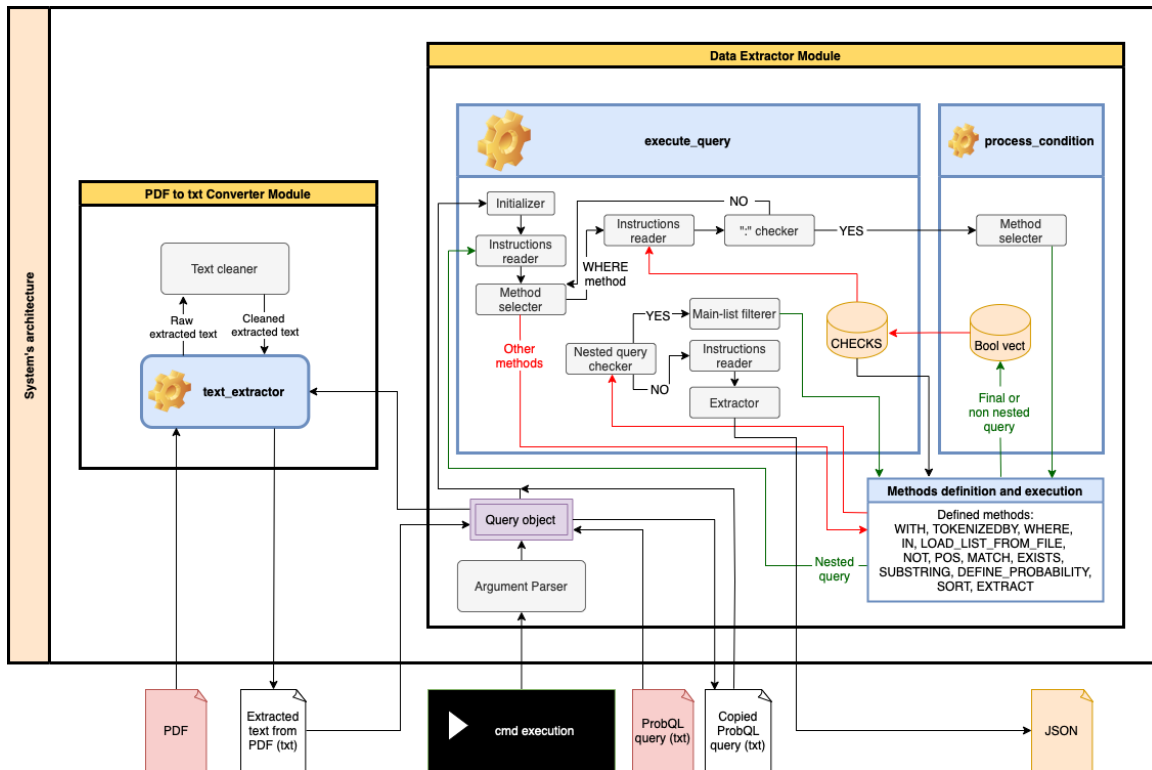 System's architecture
Data Extractor Module
execute_query
process_condition
PDF to txt Converter Module
Text cleaner
Raw
extracted text
Cleaned
extracted text
text_extractor
Initializer
Instructions
reader
Method
selecter
WHERE
method
Instructions
reader
NO
":" checker
YES
Method
selecter
Other
methods
Nested query
checker
YES
Main-list filterer
NO
Instructions
reader
Extractor
CHECKS
Bool vect
Final or
non nested
query
Methods definition and execution
Defined methods:
WITH, TOKENIZEDBY, WHERE,
IN, LOAD_LIST_FROM_FILE,
NOT, POS, MATCH, EXISTS,
SUBSTRING, DEFINE_PROBABILITY,
SORT, EXTRACT
Nested
query
Query object
Argument Parser
PDF
Extracted
text from
PDF (txt)
cmd execution
ProbQL
query (txt)
Copied
ProbQL
query (txt)
JSON